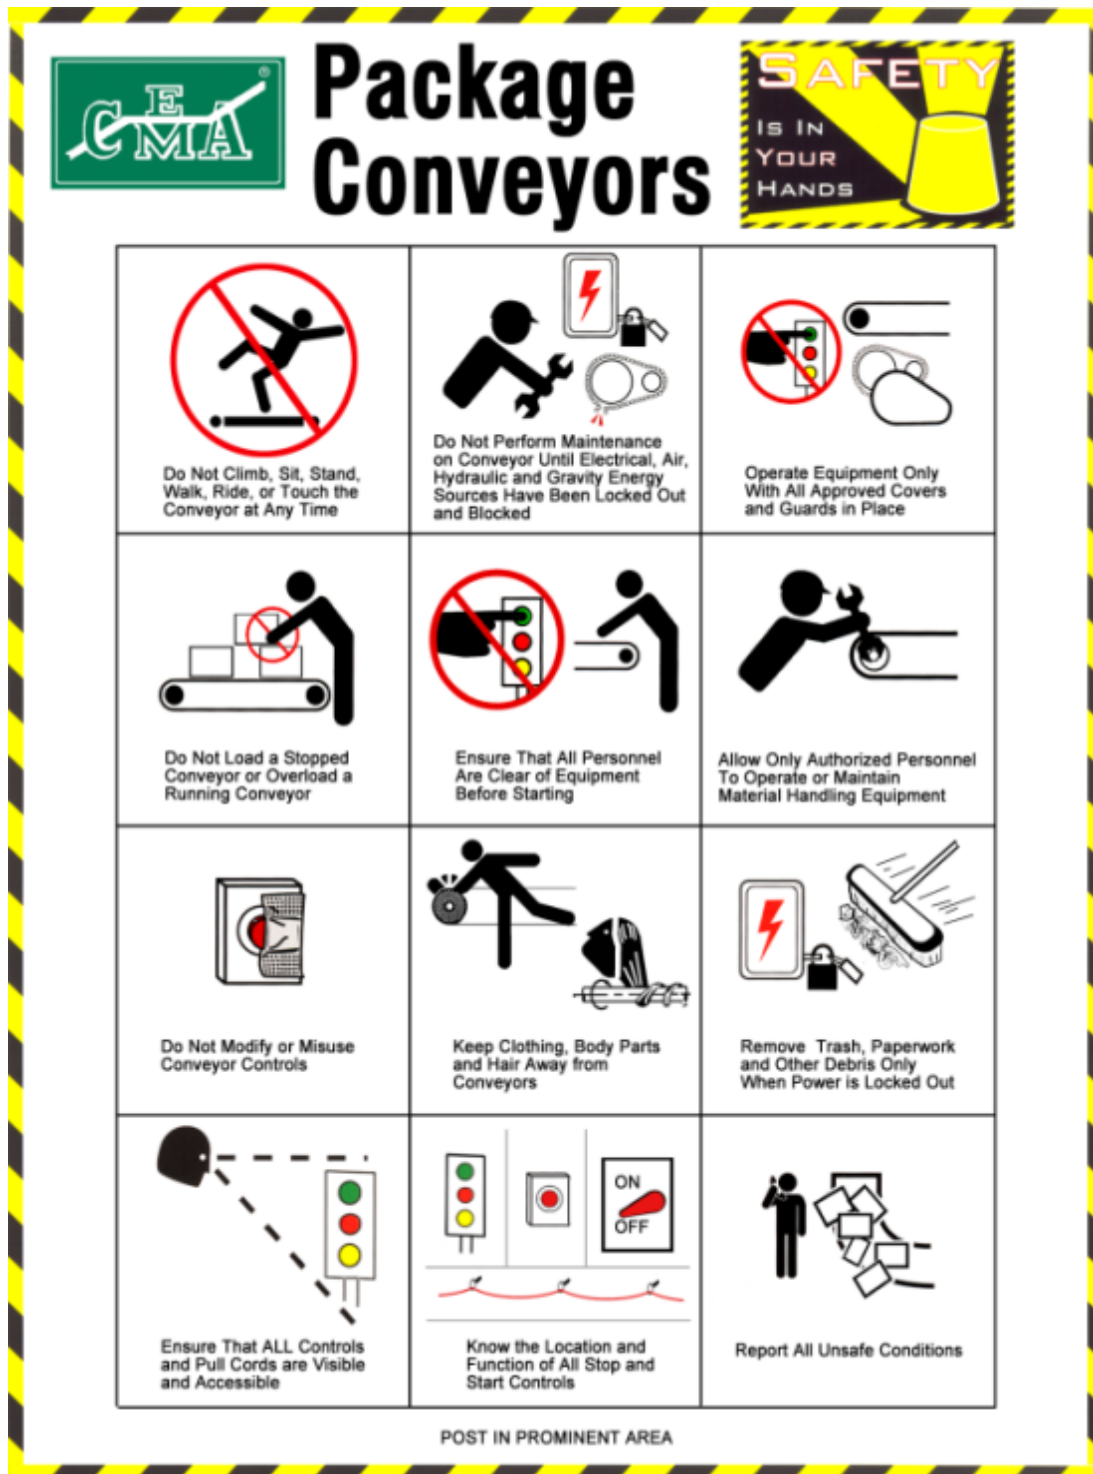 CEMA®
Package
Conveyors
SAFETY
IS IN
YOUR
HANDS
Do Not Climb, Sit, Stand,
Walk, Ride, or Touch the
Conveyor at Any Time
Do Not Perform Maintenance
on Conveyor Until Electrical, Air,
Hydraulic and Gravity Energy
Sources Have Been Locked Out
and Blocked
Operate Equipment Only
With All Approved Covers
and Guards in Place
Do Not Load a Stopped
Conveyor or Overload a
Running Conveyor
Ensure That All Personnel
Are Clear of Equipment
Before Starting
Allow Only Authorized Personnel
To Operate or Maintain
Material Handling Equipment
Do Not Modify or Misuse
Conveyor Controls
Keep Clothing, Body Parts
and Hair Away from
Conveyors
Remove Trash, Paperwork
and Other Debris Only
When Power is Locked Out
Ensure That ALL Controls
and Pull Cords are Visible
and Accessible
ON
OFF
Know the Location and
Function of All Stop and
Start Controls
Report All Unsafe Conditions
POST IN PROMINENT AREA